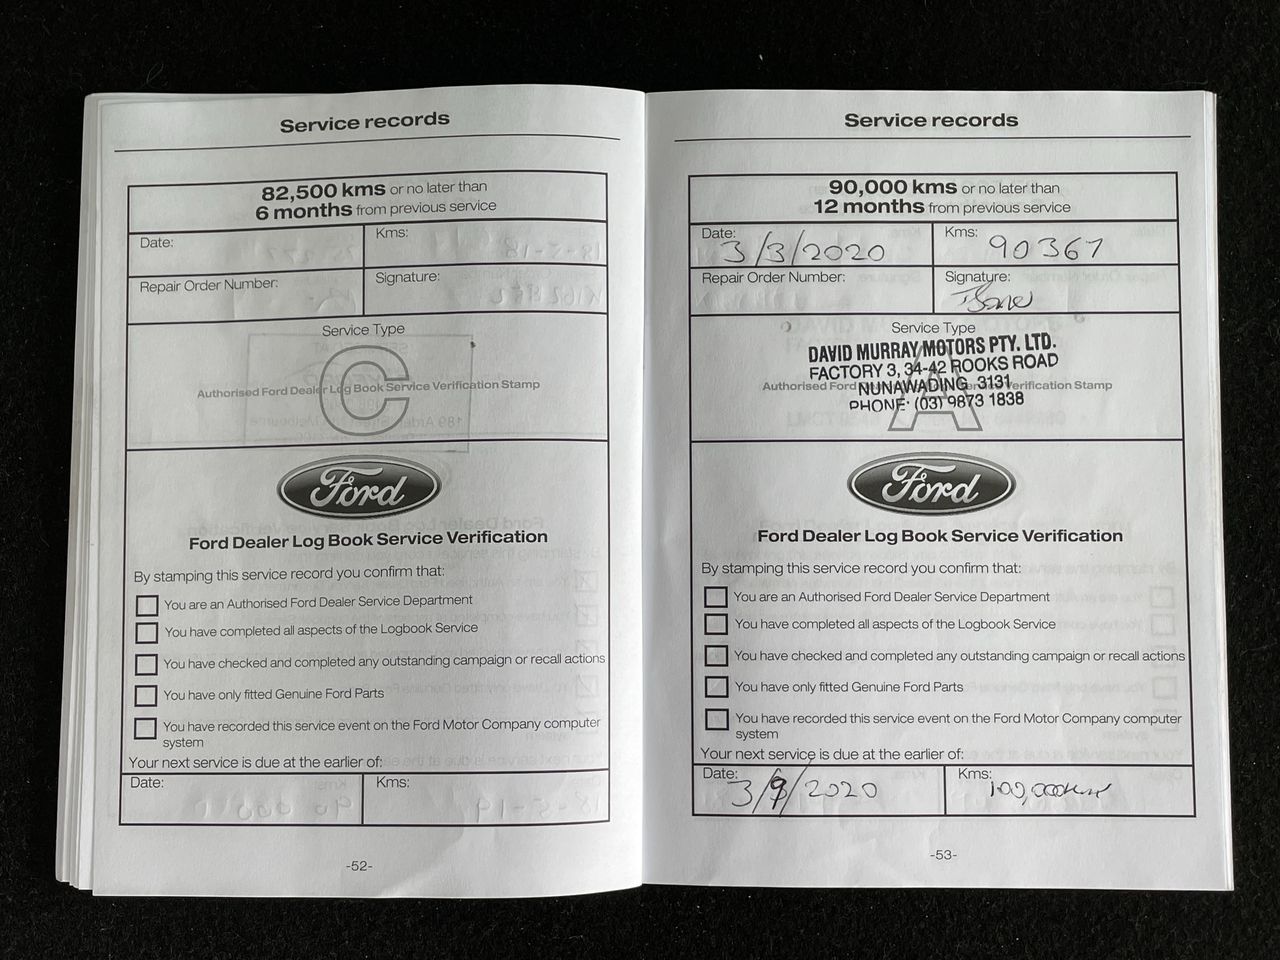 Service records
82,500 kms or no later than
6 months from previous service
Date:
Kms:
Repair Order Number:
Signature:
Service Type
C
Authorised Ford Dealer Log Book Service Verification Stamp
Ford
Ford Dealer Log Book Service Verification
By stamping this service record you confirm that:
You are an Authorised Ford Dealer Service Department
You have completed all aspects of the Logbook Service
You have checked and completed any outstanding campaign or recall actions
You have only fitted Genuine Ford Parts
You have recorded this service event on the Ford Motor Company computer
system
Your next service is due at the earlier of:
Date:
Kms:
-52-
Service records
90,000 kms or no later than
12 months from previous service
Date: 3/3/2020
Kms: 90367
Repair Order Number:
Signature:
Service Type
DAVID MURRAY MOTORS PTY. LTD.
FACTORY 3, 34-42 ROOKS ROAD
NUNAWADING 3131
PHONE: (03) 9873 1838
A
Authorised Ford Service Verification Stamp
Ford
Ford Dealer Log Book Service Verification
By stamping this service record you confirm that:
You are an Authorised Ford Dealer Service Department
You have completed all aspects of the Logbook Service
You have checked and completed any outstanding campaign or recall actions
You have only fitted Genuine Ford Parts
You have recorded this service event on the Ford Motor Company computer
system
Your next service is due at the earlier of:
Date: 3/9/2020
Kms: 100,000km
-53-